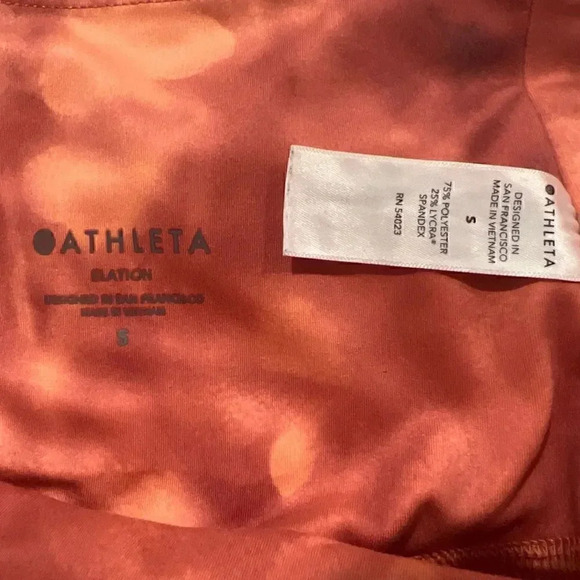 ATHLETA
ELATION
DESIGNED IN SAN FRANCISCO
MADE IN VIETNAM
S
ATHLETA
DESIGNED IN
SAN FRANCISCO
MADE IN VIETNAM
S
75% POLYESTER
25% LYCRA®
SPANDEX
RN 54023